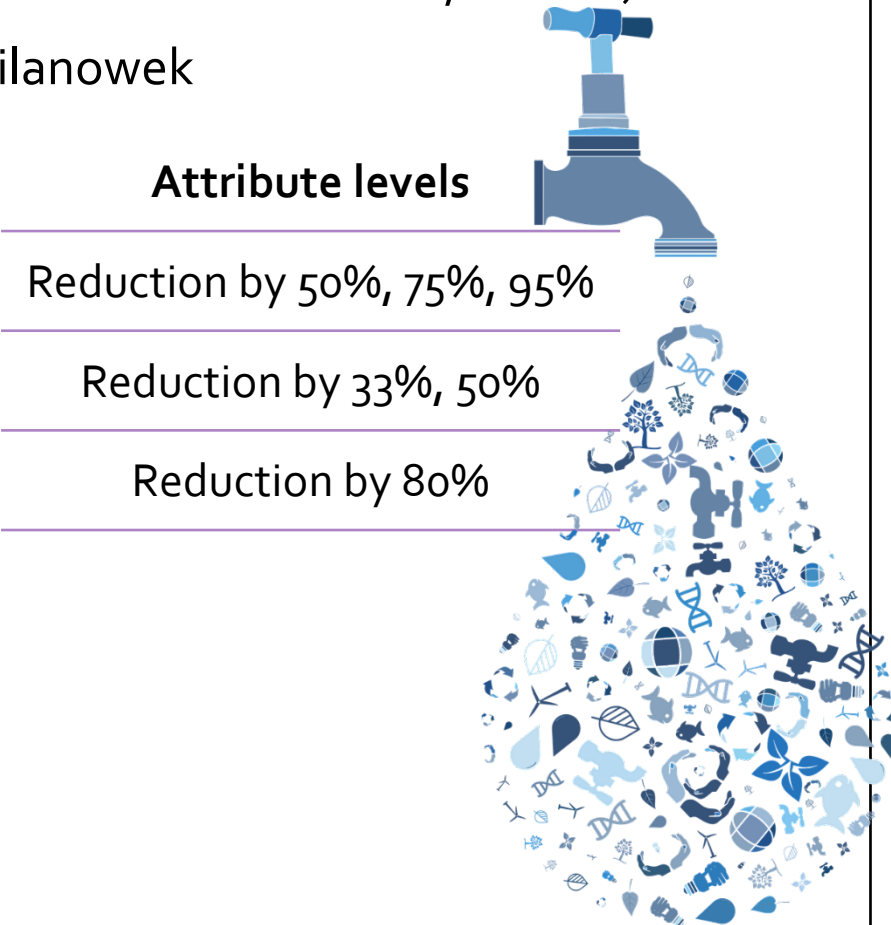 ilanowek
Attribute levels
Reduction by 50%, 75%, 95%
Reduction by 33%, 50%
Reduction by 80%